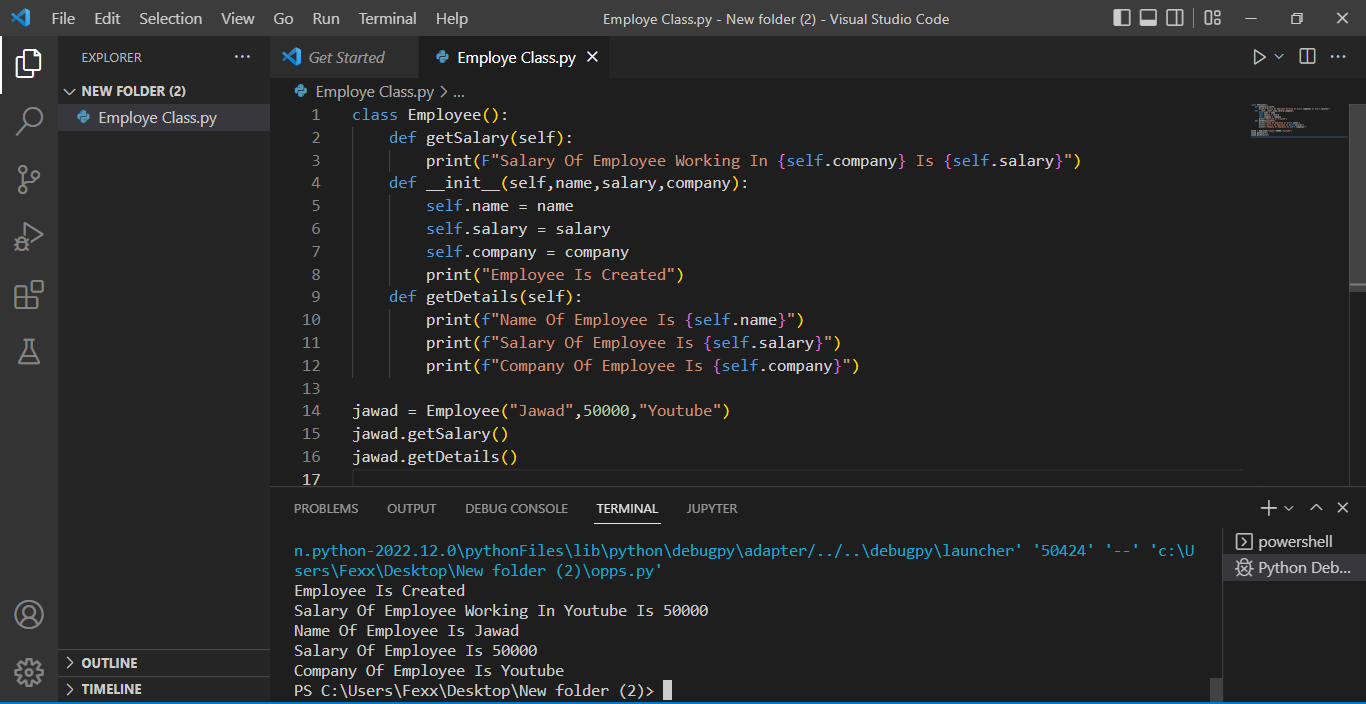 File Edit Selection View Go Run Terminal Help Employe Class.py - New folder (2) - Visual Studio Code
EXPLORER
NEW FOLDER (2)
Employe Class.py
OUTLINE
TIMELINE
Get Started Employe Class.py
Employe Class.py > ...
1 class Employee():
2     def getSalary(self):
3         print(F"Salary Of Employee Working In {self.company} Is {self.salary}")
4     def __init__(self,name,salary,company):
5         self.name = name
6         self.salary = salary
7         self.company = company
8         print("Employee Is Created")
9     def getDetails(self):
10         print(f"Name Of Employee Is {self.name}")
11         print(f"Salary Of Employee Is {self.salary}")
12         print(f"Company Of Employee Is {self.company}")
13
14 jawad = Employee("Jawad",50000,"Youtube")
15 jawad.getSalary()
16 jawad.getDetails()
17
PROBLEMS OUTPUT DEBUG CONSOLE TERMINAL JUPYTER
n.python-2022.12.0\pythonFiles\lib\python\debugpy\adapter/../..\debugpy\launcher' '50424' '--' 'c:\U
sers\Fexx\Desktop\New folder (2)\opps.py'
Employee Is Created
Salary Of Employee Working In Youtube Is 50000
Name Of Employee Is Jawad
Salary Of Employee Is 50000
Company Of Employee Is Youtube
PS C:\Users\Fexx\Desktop\New folder (2)>
powershell
Python Deb...